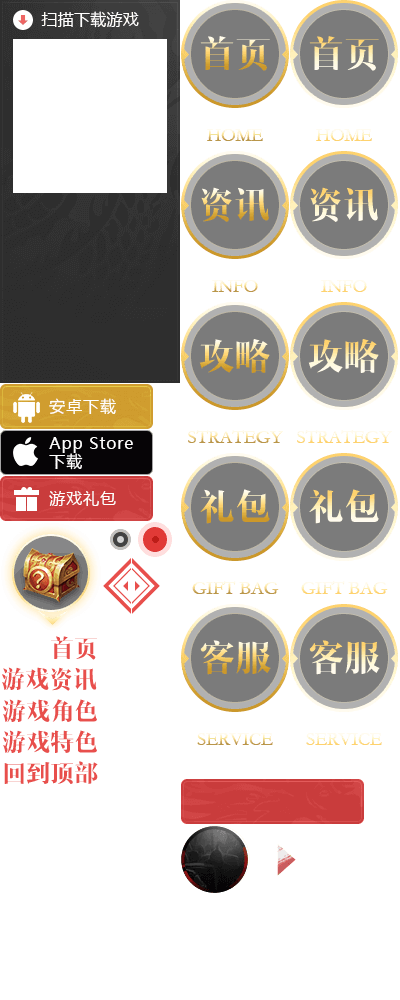 扫描下载游戏
安卓下载
App Store
下载
游戏礼包
首页
游戏资讯
游戏角色
游戏特色
回到顶部
首页
HOME
首页
HOME
资讯
INFO
资讯
INFO
攻略
STRATEGY
攻略
STRATEGY
礼包
GIFT BAG
礼包
GIFT BAG
客服
SERVICE
客服
SERVICE